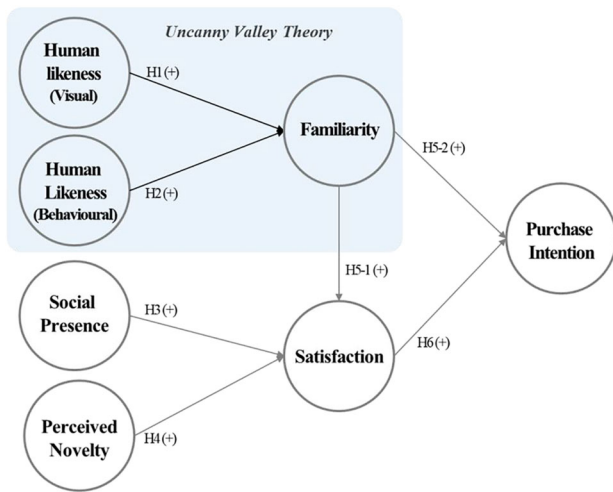 Uncanny Valley Theory
Human
likeness
(Visual)
H1(+)
Familiarity
H2(+)
Human
Likeness
(Behavioural)
H5-2(+)
Purchase
Intention
H5-1(+)
Social
Presence
H3(+)
Satisfaction
H6(+)
Perceived
Novelty
H4(+)